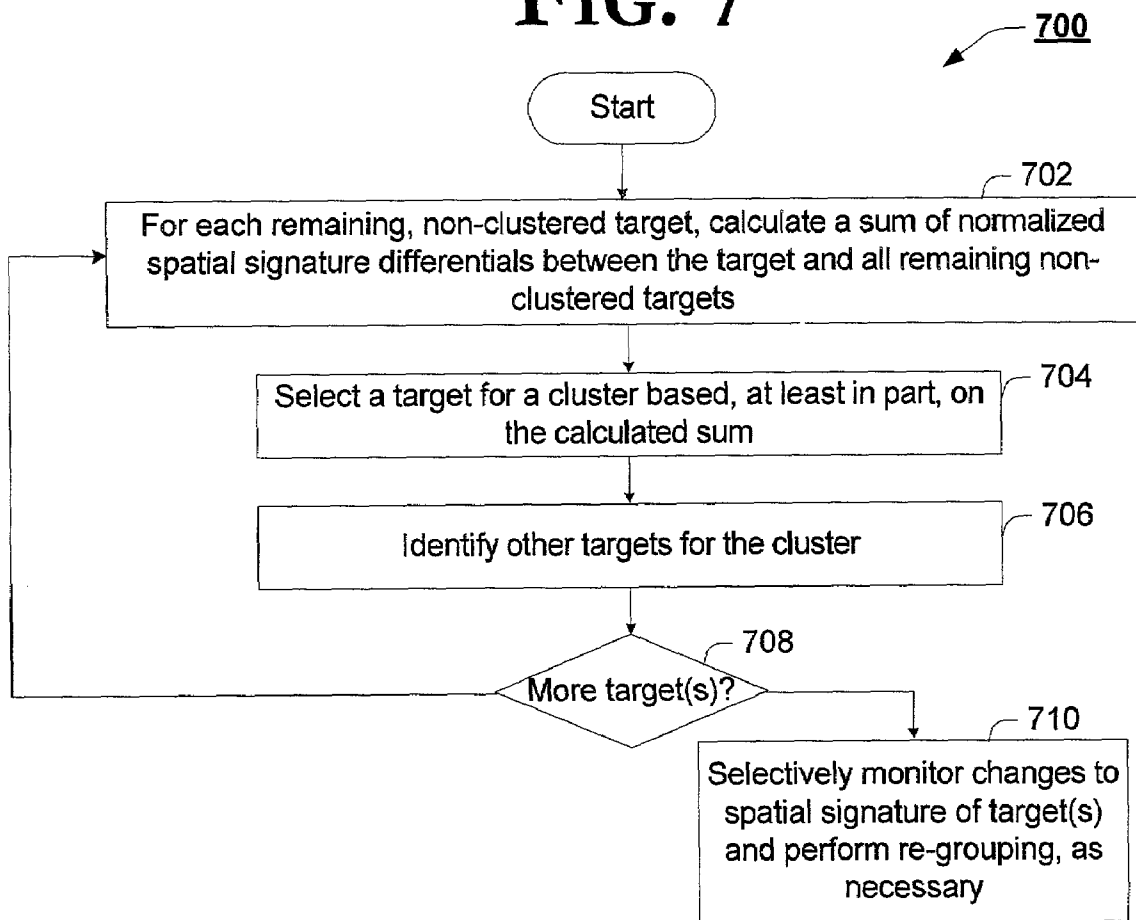 FIG. 7
700
Start
702
For each remaining, non-clustered target, calculate a sum of normalized
spatial signature differentials between the target and all remaining non-
clustered targets
704
Select a target for a cluster based, at least in part, on
the calculated sum
706
Identify other targets for the cluster
708
More target(s)?
710
Selectively monitor changes to
spatial signature of target(s)
and perform re-grouping, as
necessary